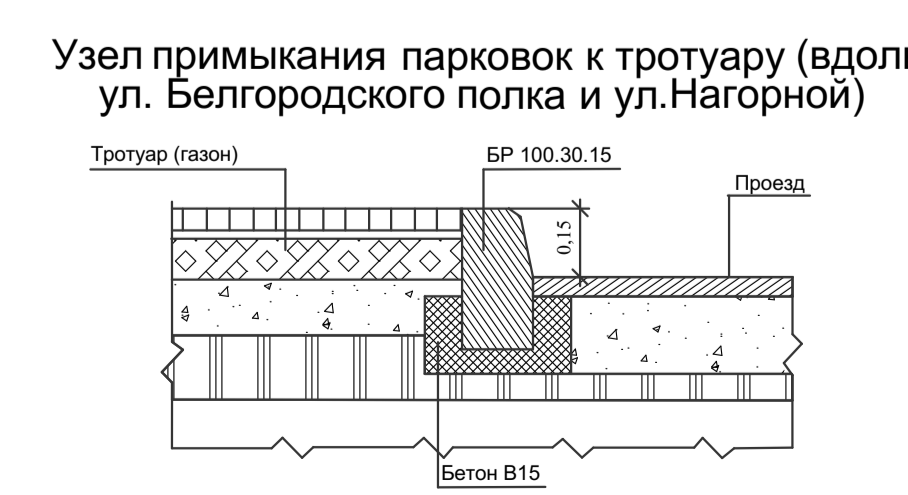 Узел примыкания парковок к тротуару (вдоль
ул. Белгородского полка и ул.Нагорной)
Тротуар (газон)
БР 100.30.15
Проезд
0,15
Бетон В15